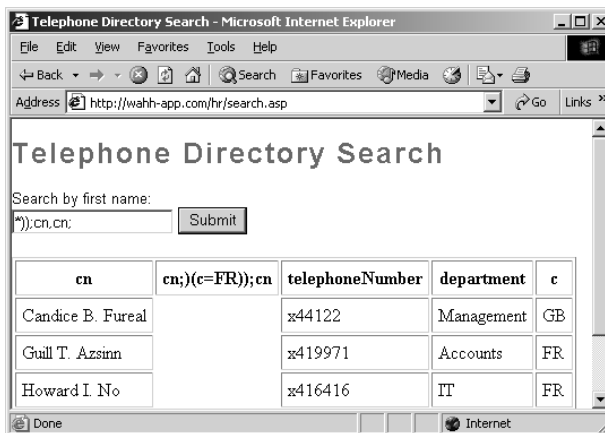 Telephone Directory Search - Microsoft Internet Explorer
File Edit View Favorites Tools Help
Back Search Favorites Media
Address http://wahh-app.com/hr/search.asp Go Links »
Telephone Directory Search
Search by first name:
*));cn,cn; Submit
cn cn;)(c=FR));cn telephoneNumber department c
Candice B. Fureal x44122 Management GB
Guill T. Azsinn x419971 Accounts FR
Howard I. No x416416 IT FR
Done Internet